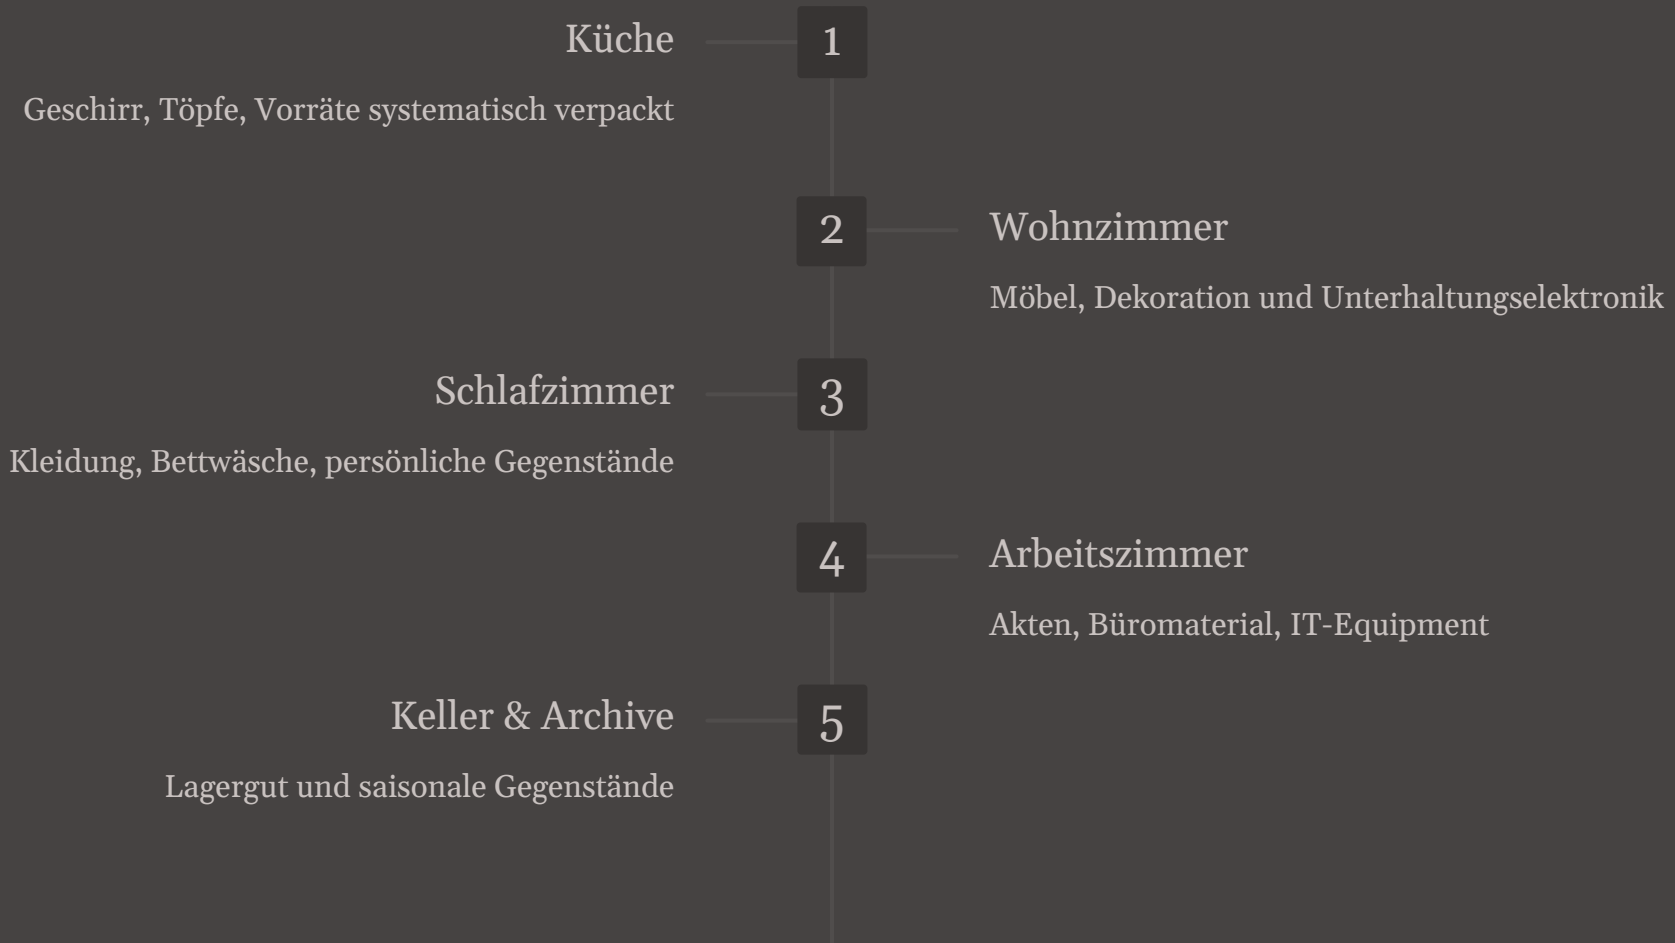 Küche
1
Geschirr, Töpfe, Vorräte systematisch verpackt
2
Wohnzimmer
Möbel, Dekoration und Unterhaltungselektronik
Schlafzimmer
3
Kleidung, Bettwäsche, persönliche Gegenstände
4
Arbeitszimmer
Akten, Büromaterial, IT-Equipment
Keller & Archive
5
Lagergut und saisonale Gegenstände